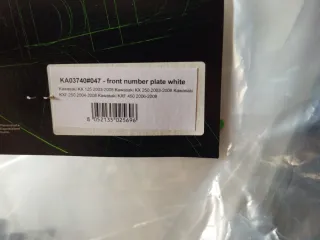 KA03740#047 - front number plate white
Kawasaki KX 125 2003-2008 Kawasaki KX 250 2003-2008 Kawasaki
KXF 250 2006-2008 Kawasaki KXF 450 2006-2008
8 052135 025696